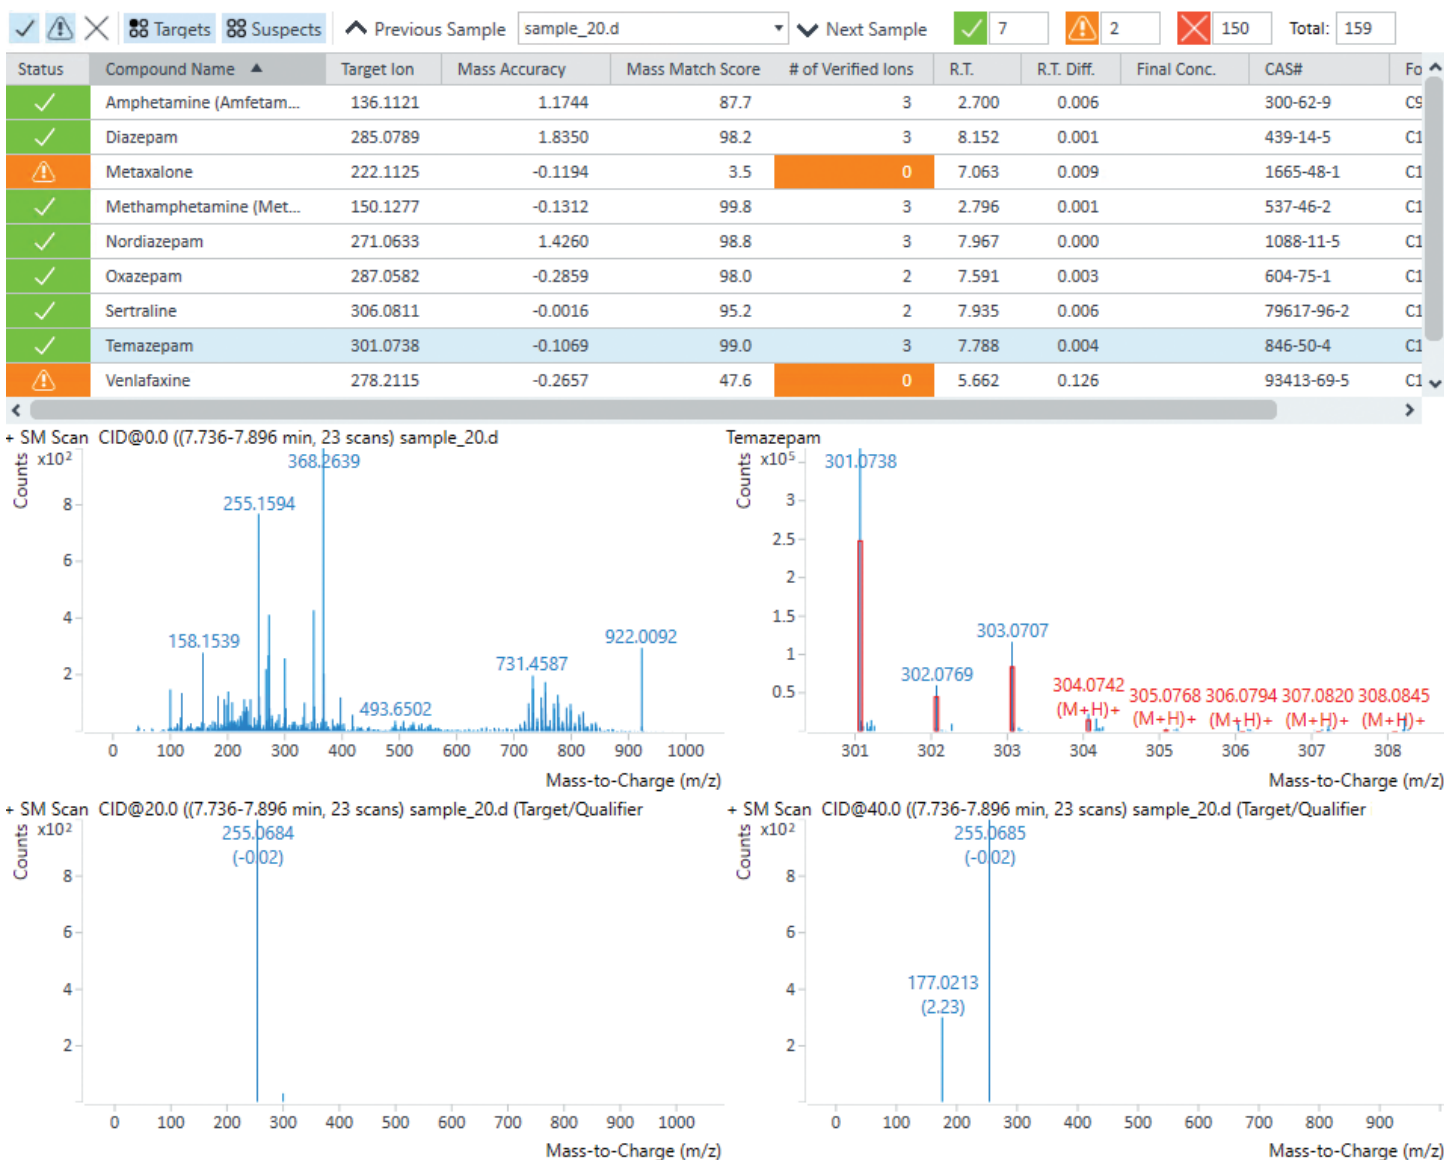 Targets Suspects Previous Sample sample_20.d Next Sample 7 2 150 Total: 159
Status Compound Name Target Ion Mass Accuracy Mass Match Score # of Verified Ions R.T. R.T. Diff. Final Conc. CAS# Fo
Amphetamine (Amfetam... 136.1121 1.1744 87.7 3 2.700 0.006 300-62-9 C9
Diazepam 285.0789 1.8350 98.2 3 8.152 0.001 439-14-5 C1
Metaxalone 222.1125 -0.1194 3.5 0 7.063 0.009 1665-48-1 C1
Methamphetamine (Met... 150.1277 -0.1312 99.8 3 2.796 0.001 537-46-2 C1
Nordiazepam 271.0633 1.4260 98.8 3 7.967 0.000 1088-11-5 C1
Oxazepam 287.0582 -0.2859 98.0 2 7.591 0.003 604-75-1 C1
Sertraline 306.0811 -0.0016 95.2 2 7.935 0.006 79617-96-2 C1
Temazepam 301.0738 -0.1069 99.0 3 7.788 0.004 846-50-4 C1
Venlafaxine 278.2115 -0.2657 47.6 0 5.662 0.126 93413-69-5 C1
+ SM Scan CID@0.0 ((7.736-7.896 min, 23 scans) sample_20.d
Counts
x10²
368.2639
8
255.1594
6
4
158.1539
922.0092
731.4587
2
493.6502
0 100 200 300 400 500 600 700 800 900 1000
Mass-to-Charge (m/z)
Temazepam
Counts
x10⁵
301.0738
3
2.5
2
1.5
303.0707
1
302.0769
304.0742 305.0768 306.0794 307.0820 308.0845
0.5
(M+H)+ (M+H)+ (M+H)+ (M+H)+ (M+H)+
301 302 303 304 305 306 307 308
Mass-to-Charge (m/z)
+ SM Scan CID@20.0 ((7.736-7.896 min, 23 scans) sample_20.d (Target/Qualifier
Counts
x10²
255.0684
(-0.02)
8
6
4
2
0 100 200 300 400 500 600 700 800 900 1000
Mass-to-Charge (m/z)
+ SM Scan CID@40.0 ((7.736-7.896 min, 23 scans) sample_20.d (Target/Qualifier
Counts
x10²
255.0685
(-0.02)
8
6
4
177.0213
(2.23)
2
0 100 200 300 400 500 600 700 800 900
Mass-to-Charge (m/z)